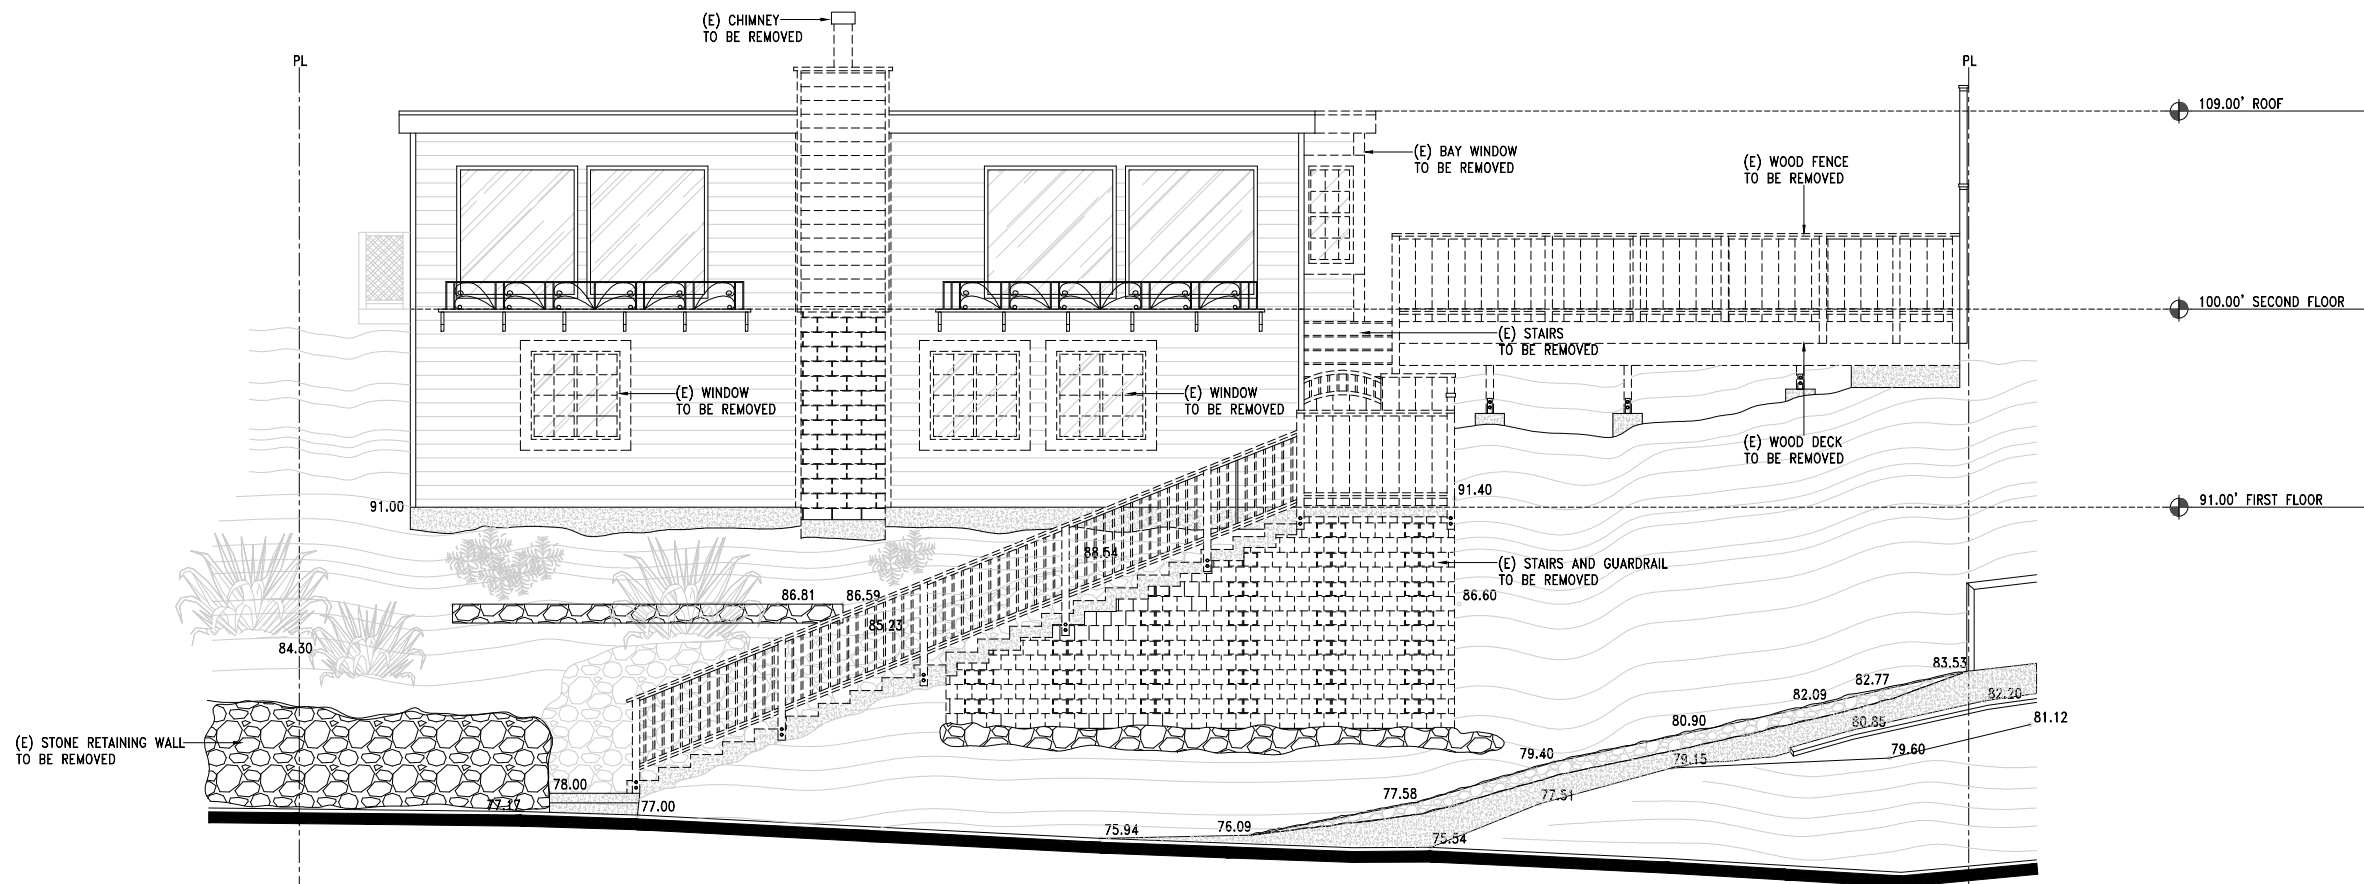 (E) CHIMNEY
TO BE REMOVED
PL
PL
109.00' ROOF
(E) BAY WINDOW
TO BE REMOVED
(E) WOOD FENCE
TO BE REMOVED
100.00' SECOND FLOOR
(E) STAIRS
TO BE REMOVED
(E) WINDOW
TO BE REMOVED
(E) WINDOW
TO BE REMOVED
(E) WOOD DECK
TO BE REMOVED
91.00
91.40
91.00' FIRST FLOOR
88.54
(E) STAIRS AND GUARDRAIL
TO BE REMOVED
86.81
86.59
86.60
85.23
84.30
83.53
82.77
82.09
82.20
81.12
80.90
80.85
(E) STONE RETAINING WALL
TO BE REMOVED
79.40
79.60
79.15
78.00
77.58
77.51
77.17
77.00
75.94
76.09
75.54